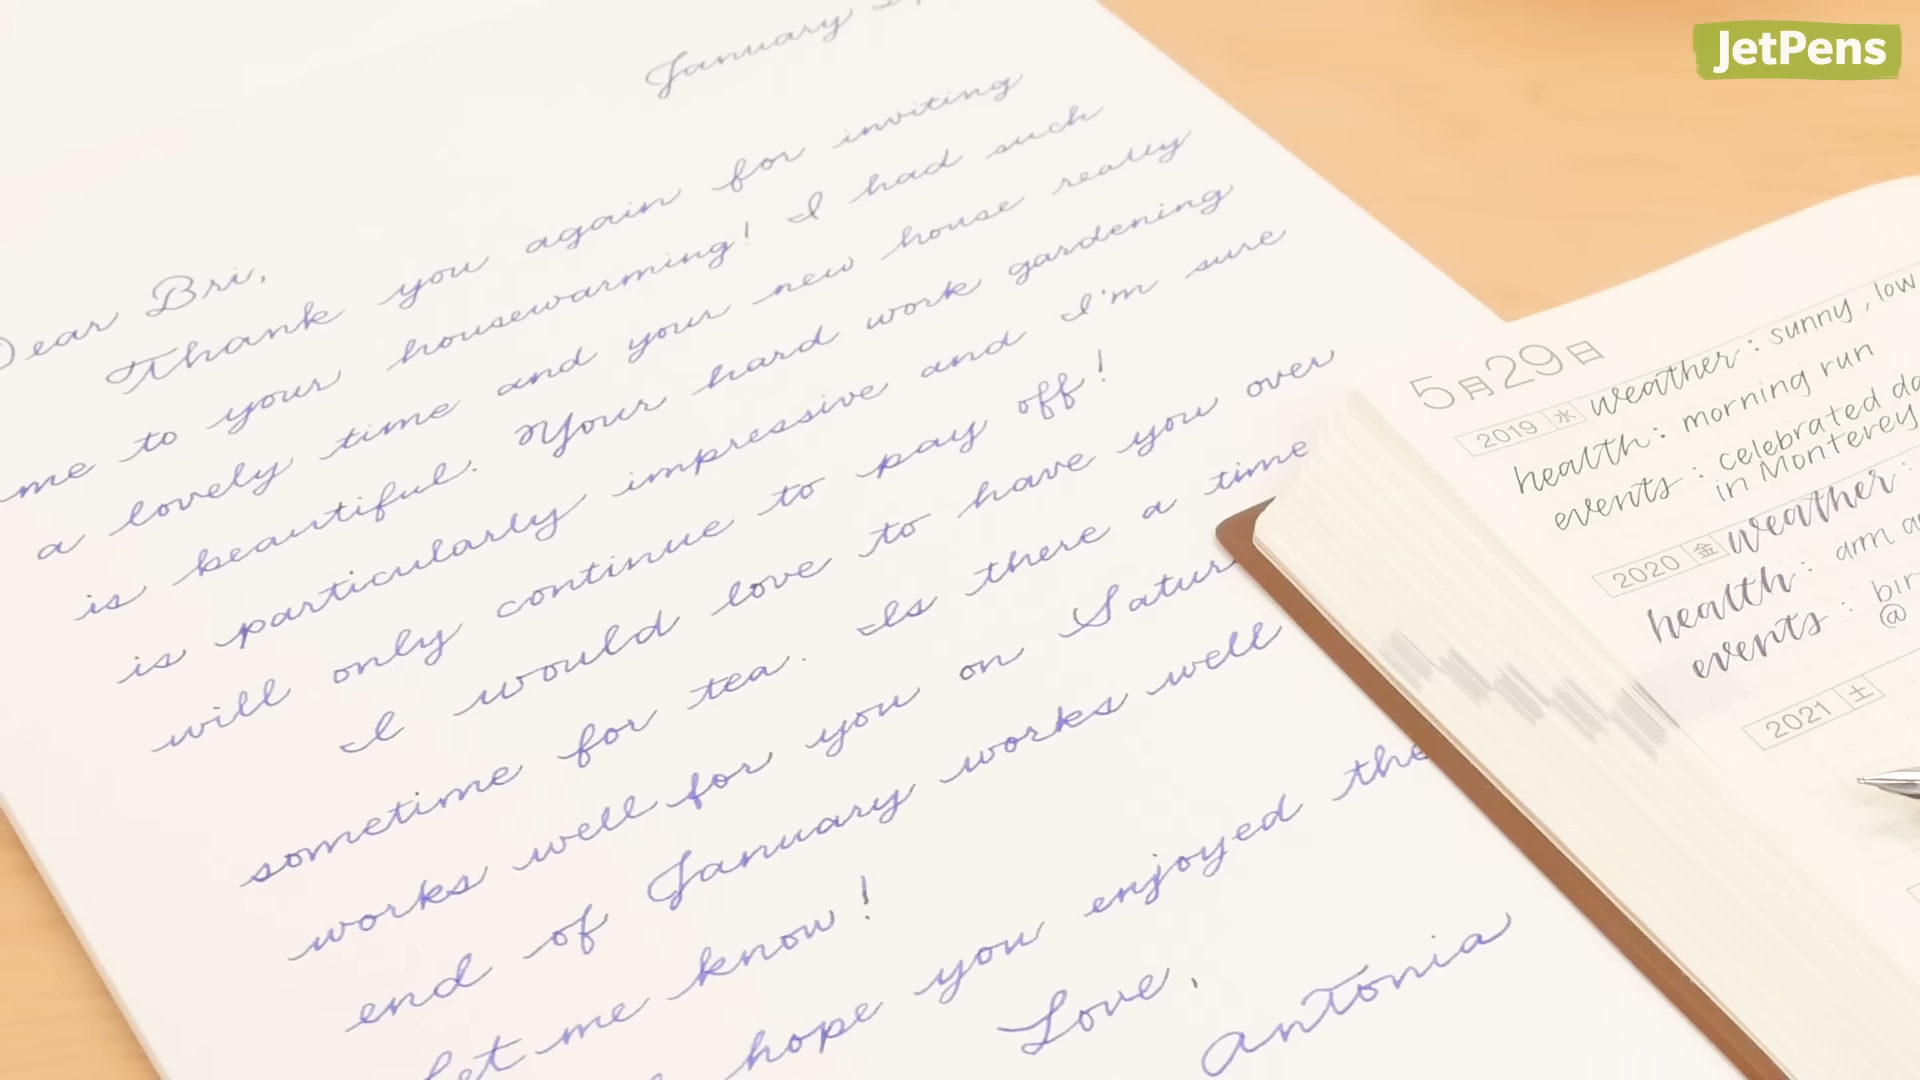 JetPens
January
Dear Bri,
Thank you again for inviting
me to your housewarming! I had such
a lovely time and your new house really
is beautiful. Your hard work gardening
is particularly impressive and I'm sure
will only continue to pay off!
I would love to have you over
sometime for tea. Is there a time
works well for you on Satur
end of January works well
let me know!
hope you enjoyed the
Love,
Antonia
5月29日
2019 水 weather: sunny, low
health: morning run
events: celebrated
in Monterey
2020 金 weather:
health: arm
events:
@
2021 土